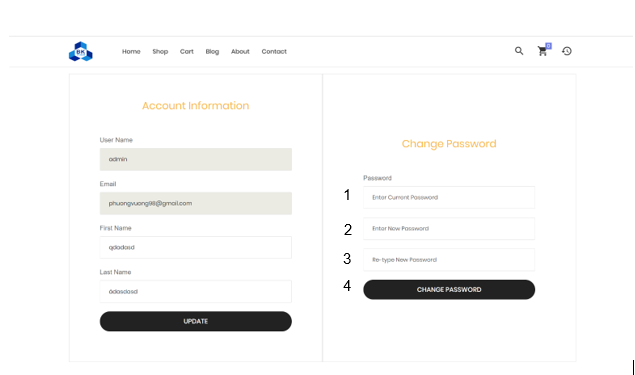 BK
Home Shop Cart Blog About Contact
0
Account Information
User Name
admin
Email
phuongvuong98@gmail.com
First Name
qdadasd
Last Name
ádasdasd
UPDATE
Change Password
Password
1 Enter Current Password
2 Enter New Password
3 Re-type New Password
4 CHANGE PASSWORD